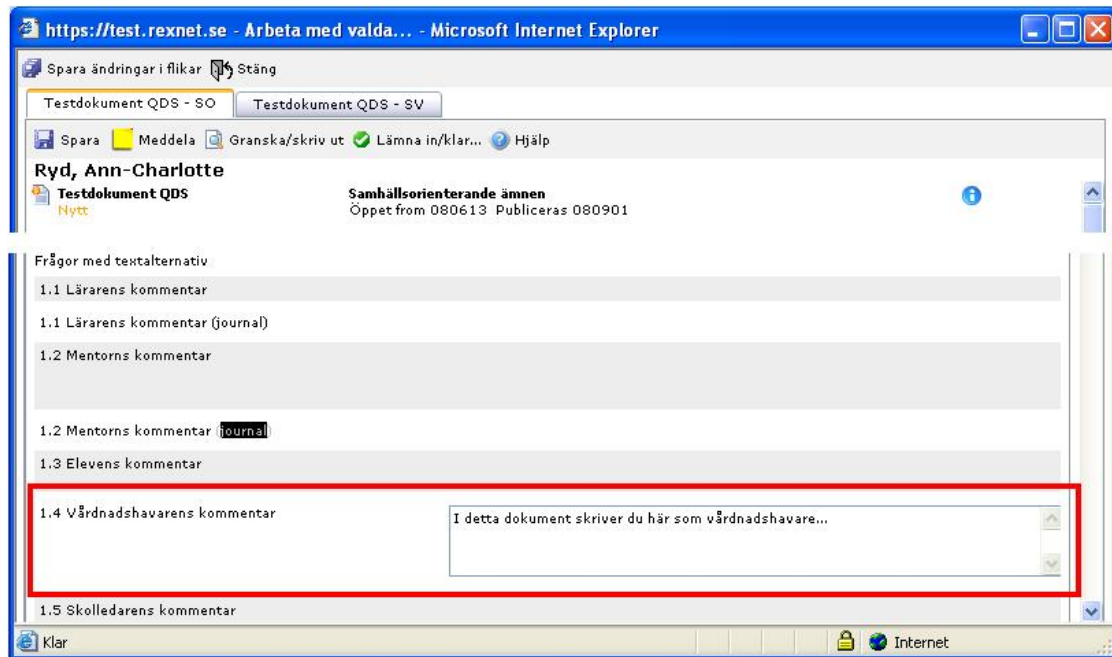 https://test.rexnet.se - Arbeta med valda... - Microsoft Internet Explorer
Spara ändringar i flikar Stäng
Testdokument QDS - SO Testdokument QDS - SV
Spara Meddela Granska/skriv ut Lämna in/klar... Hjälp
Ryd, Ann-Charlotte
Testdokument QDS Samhällsorienterande ämnen
Nytt Öppet from 080613 Publiceras 080901
Frågor med textalternativ
1.1 Lärarens kommentar
1.1 Lärarens kommentar (journal)
1.2 Mentorns kommentar
1.2 Mentorns kommentar (journal)
1.3 Elevens kommentar
1.4 Vårdnadshavarens kommentar I detta dokument skriver du här som vårdnadshavare...
1.5 Skolledarens kommentar
Klar Internet